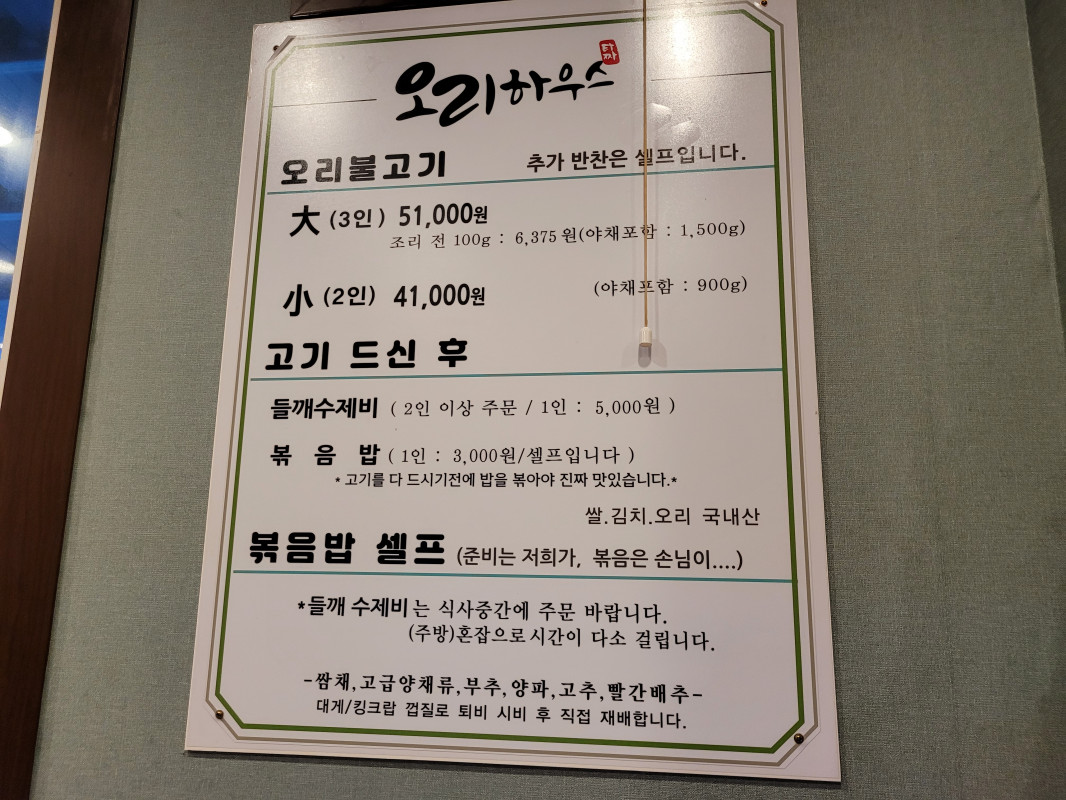 오리하우스 타짜
오리불고기 추가 반찬은 셀프입니다.
大 (3인) 51,000원
조리 전 100g : 6,375원(야채포함 : 1,500g)
小 (2인) 41,000원 (야채포함 : 900g)
고기 드신 후
들깨수제비 ( 2인 이상 주문 / 1인 : 5,000원 )
볶 음 밥 ( 1인 : 3,000원/셀프입니다 )
* 고기를 다 드시기전에 밥을 볶아야 진짜 맛있습니다.*
쌀.김치.오리 국내산
볶음밥 셀프 (준비는 저희가, 볶음은 손님이....)
*들깨 수제비는 식사중간에 주문 바랍니다.
(주방)혼잡으로시간이 다소 걸립니다.
-쌈채,고급양채류,부추,양파,고추,빨간배추-
대게/킹크랍 껍질로 퇴비 시비 후 직접 재배합니다.